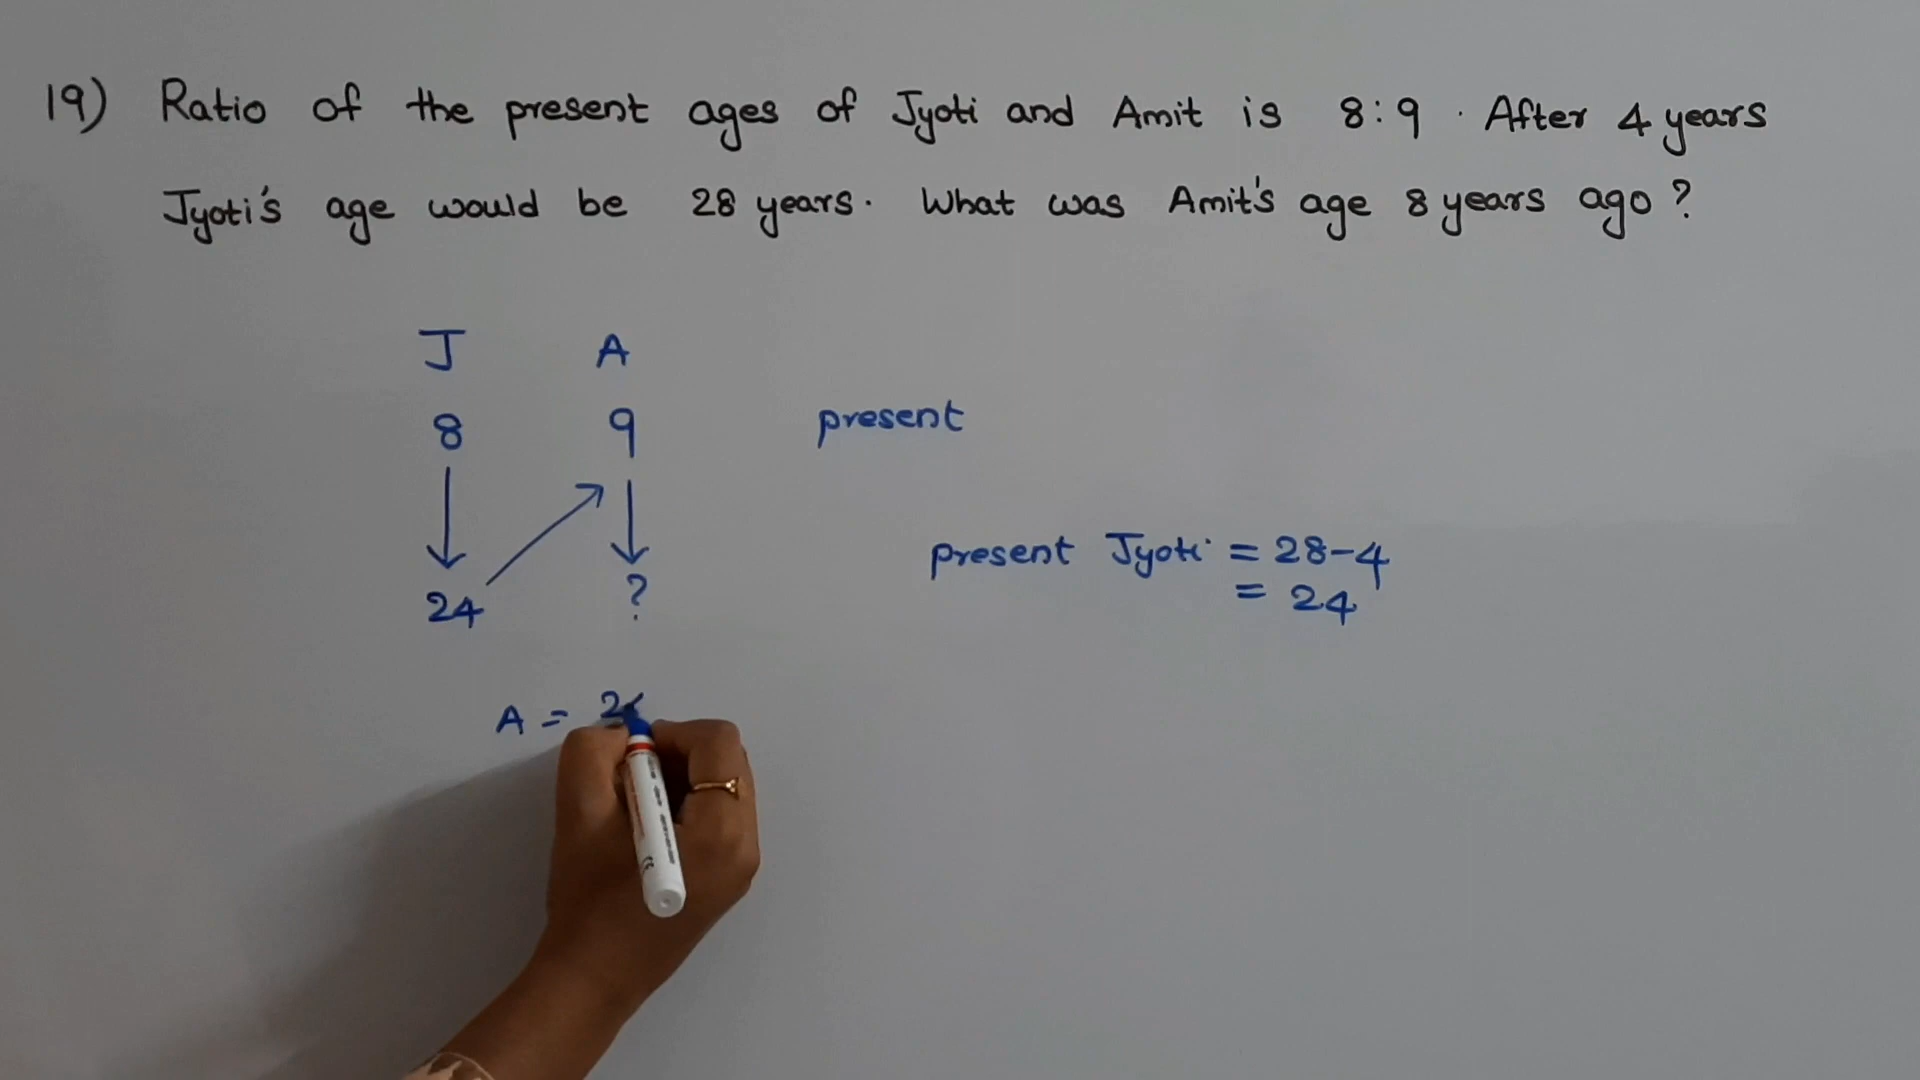 19) Ratio of the present ages of Jyoti and Amit is 8:9. After 4 years
Jyoti's age would be 28 years. What was Amit's age 8 years ago?
J A
8 9 present
present Jyoti = 28-4
= 24
24 ?
A =